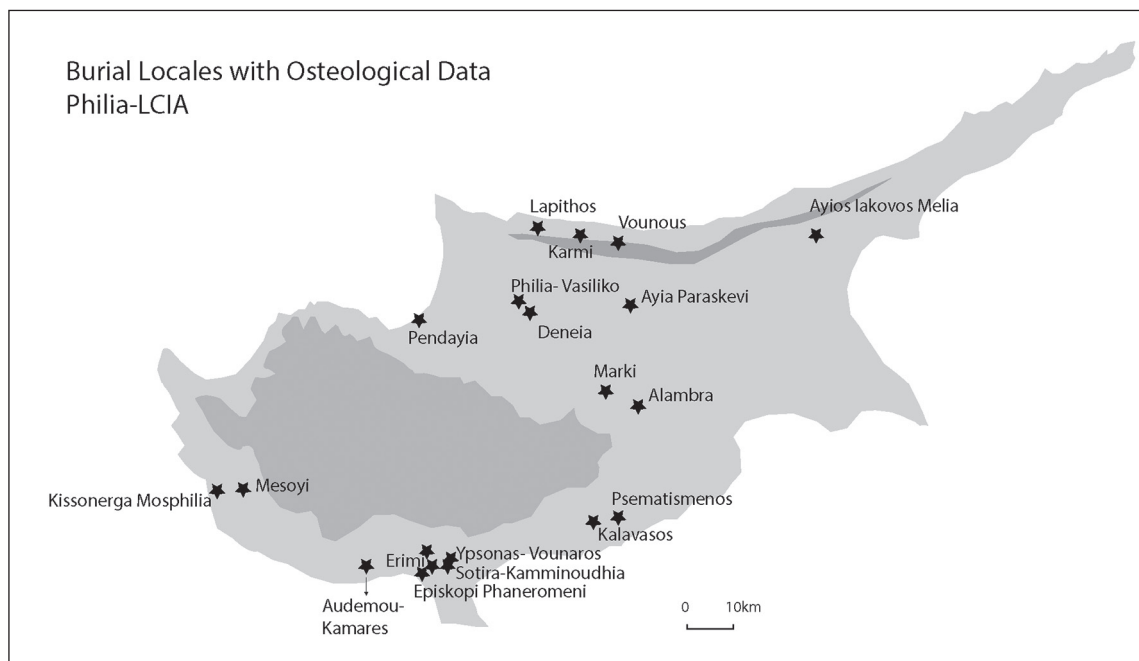 Burial Locales with Osteological Data
Philia-LCIA
Lapithos
Karmi
Vounous
Ayios Iakovos Melia
Philia- Vasiliko
Deneia
Ayia Paraskevi
Pendayia
Marki
Alambra
Kissonerga Mosphilia
Mesoyi
Psematismenos
Kalavasos
Erimi
Ypsonas- Vounaros
Sotira-Kamminoudhia
Episkopi Phaneromeni
Audemou-
Kamares
0 10km